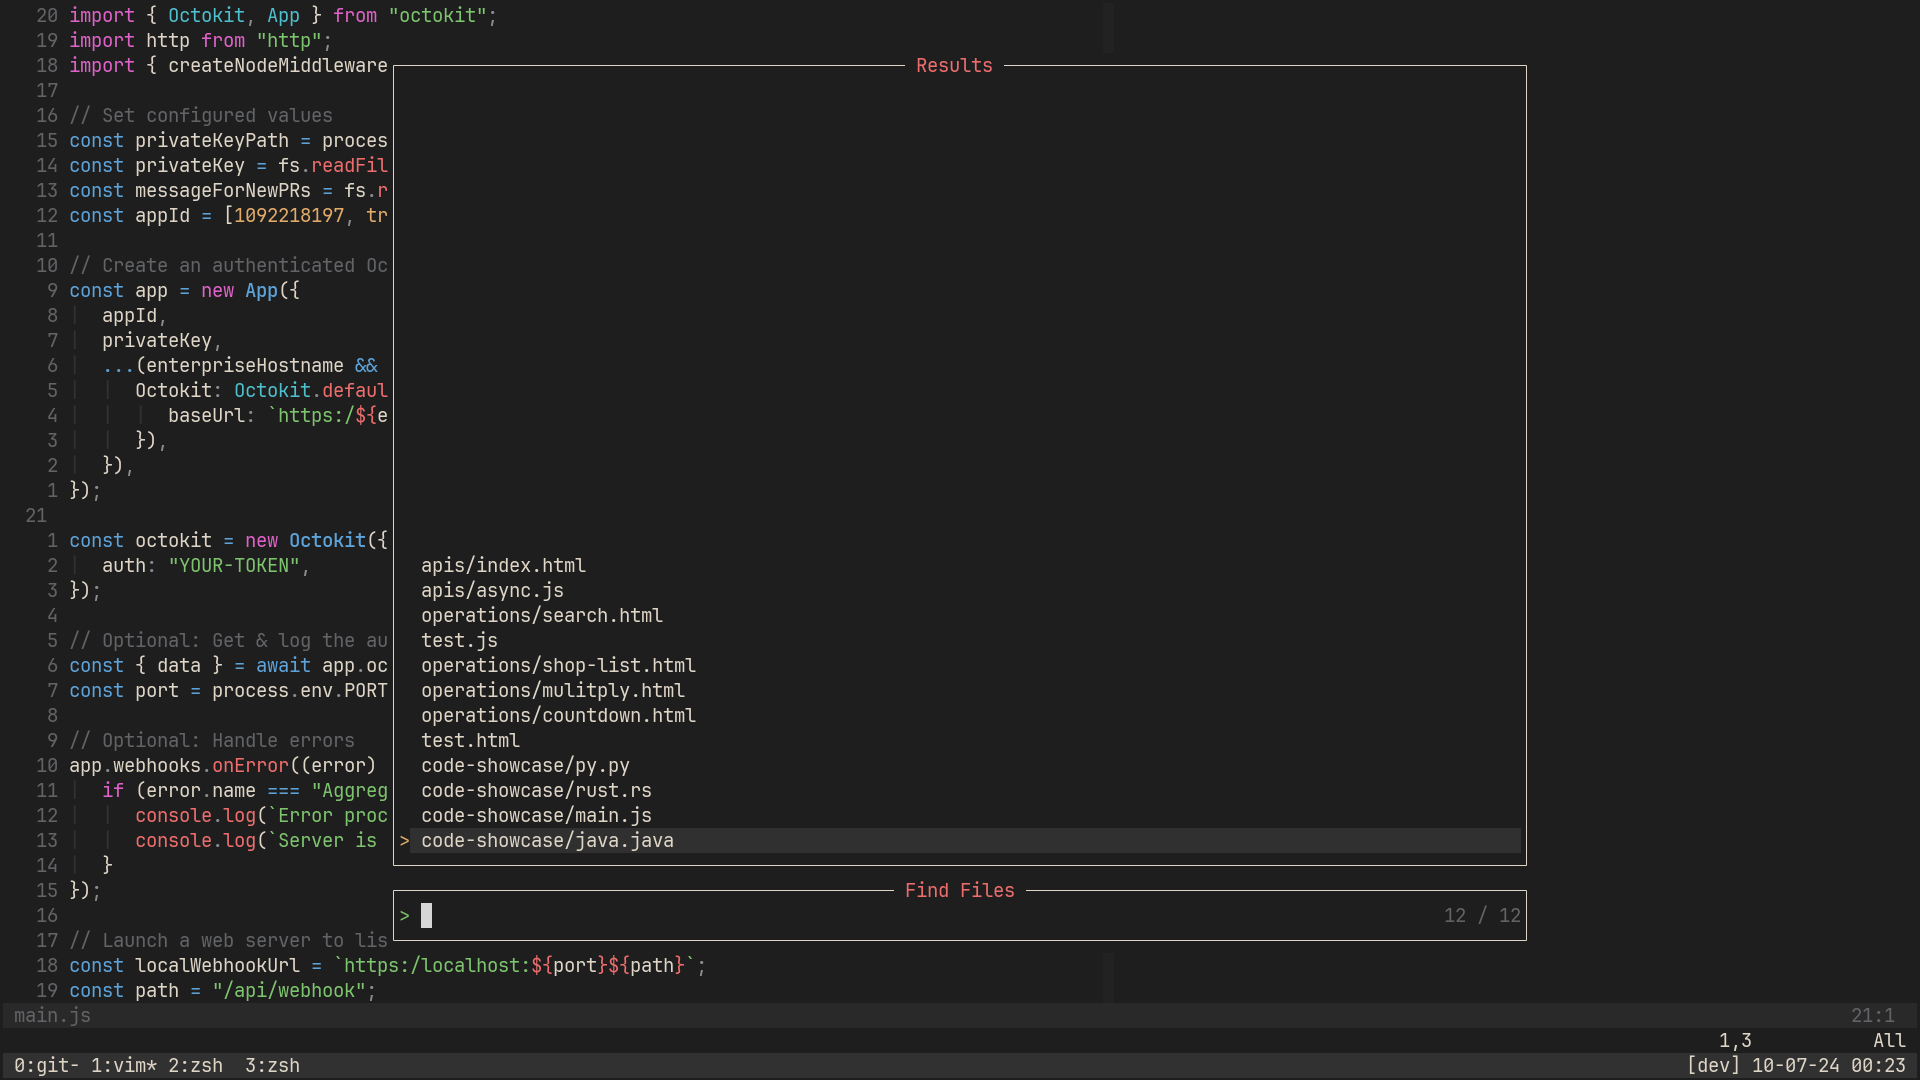 20 import { Octokit, App } from "octokit";
19 import http from "http";
18 import { createNodeMiddleware
Results
17
16 // Set configured values
15 const privateKeyPath = proces
14 const privateKey = fs.readFil
13 const messageForNewPRs = fs.r
12 const appId = [1092218197, tr
11
10 // Create an authenticated Oc
9 const app = new App({
8 appId,
7 privateKey,
6 ...(enterpriseHostname &&
5 Octokit: Octokit.defaul
4 baseUrl: `https:/${e
3 }),
2 }),
1 });
21
1 const octokit = new Octokit({
2 auth: "YOUR-TOKEN",
3 });
4
5 // Optional: Get & log the au
6 const { data } = await app.oc
7 const port = process.env.PORT
8
9 // Optional: Handle errors
10 app.webhooks.onError((error)
11 if (error.name === "Aggreg
12 console.log(`Error proc
13 console.log(`Server is
14 }
15 });
16
17 // Launch a web server to lis
18 const localWebhookUrl = `https:/localhost:${port}${path}`;
19 const path = "/api/webhook";
apis/index.html
apis/async.js
operations/search.html
test.js
operations/shop-list.html
operations/mulitply.html
operations/countdown.html
test.html
code-showcase/py.py
code-showcase/rust.rs
code-showcase/main.js
> code-showcase/java.java
Find Files
> 12 / 12
main.js 21:1
1,3 All
0:git- 1:vim* 2:zsh 3:zsh [dev] 10-07-24 00:23